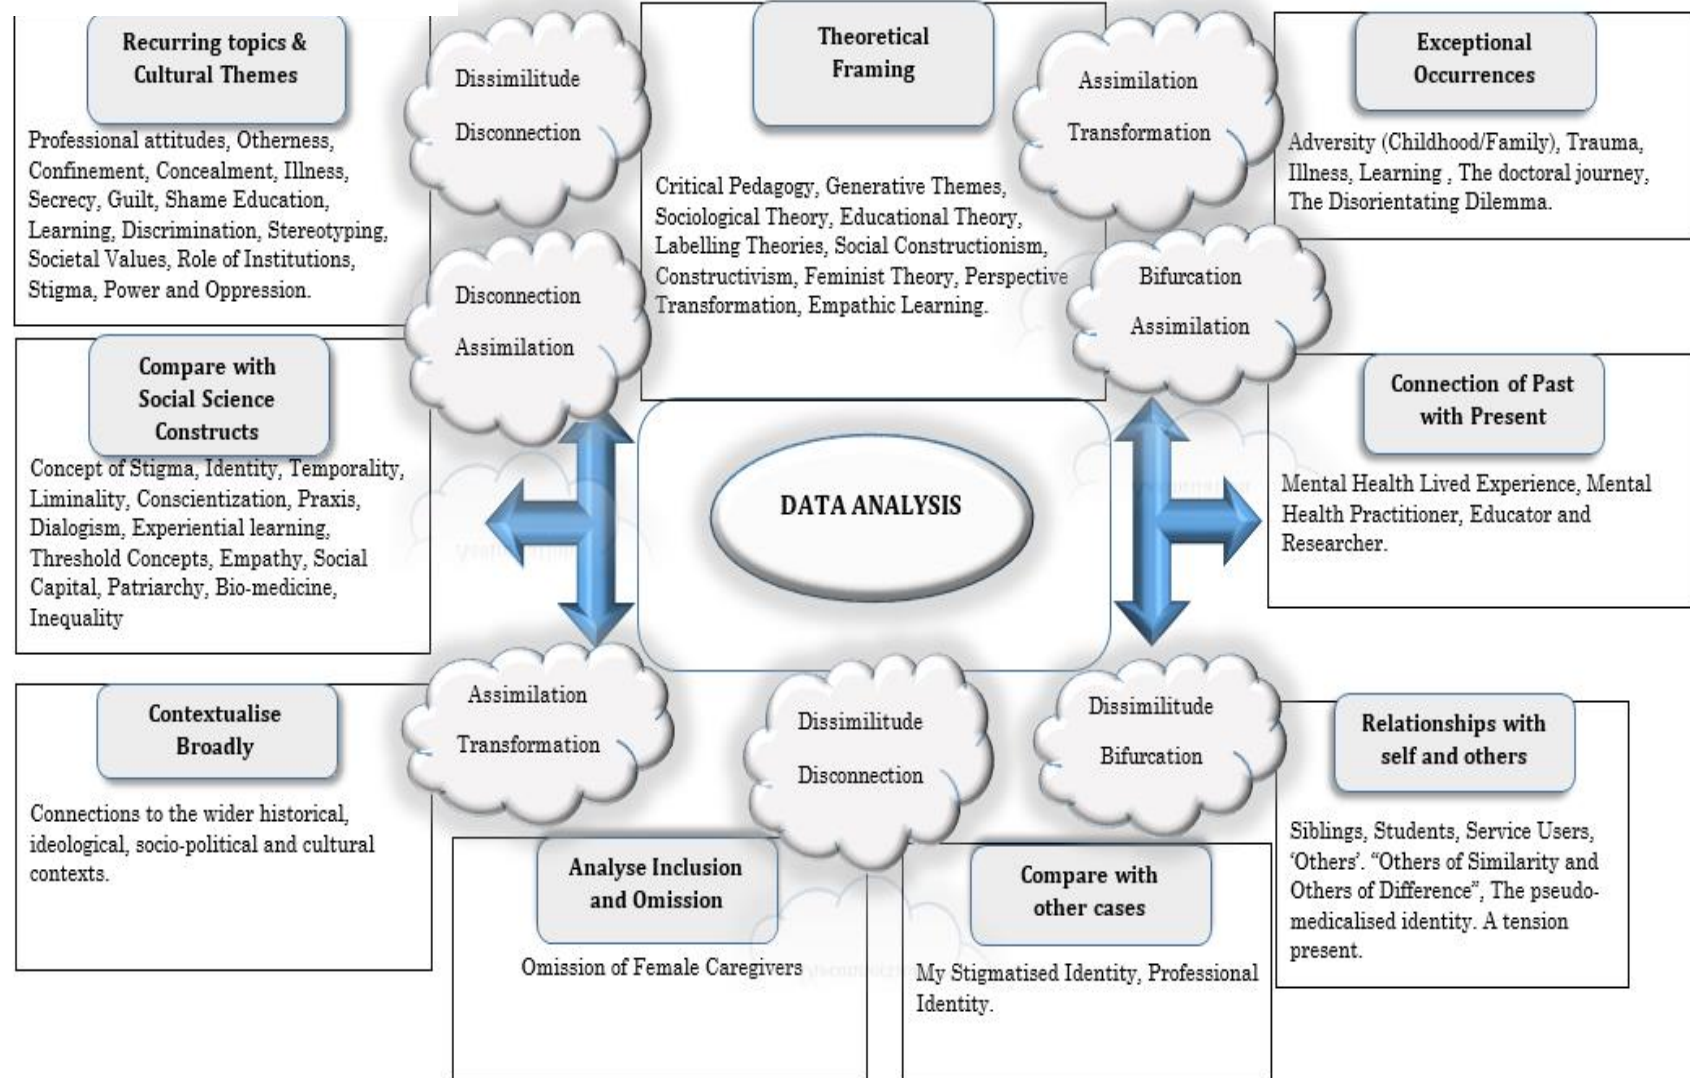 Recurring topics &
Cultural Themes
Professional attitudes, Otherness,
Confinement, Concealment, Illness,
Secrecy, Guilt, Shame Education,
Learning, Discrimination, Stereotyping,
Societal Values, Role of Institutions,
Stigma, Power and Oppression.
Dissimilitude
Disconnection
Theoretical
Framing
Critical Pedagogy, Generative Themes,
Sociological Theory, Educational Theory,
Labelling Theories, Social Constructionism,
Constructivism, Feminist Theory, Perspective
Transformation, Empathic Learning.
Assimilation
Transformation
Exceptional
Occurrences
Adversity (Childhood/Family), Trauma,
Illness, Learning , The doctoral journey,
The Disorientating Dilemma.
Disconnection
Assimilation
Bifurcation
Assimilation
Compare with
Social Science
Constructs
Concept of Stigma, Identity, Temporality,
Liminality, Conscientization, Praxis,
Dialogism, Experiential learning,
Threshold Concepts, Empathy, Social
Capital, Patriarchy, Bio-medicine,
Inequality
DATA ANALYSIS
Connection of Past
with Present
Mental Health Lived Experience, Mental
Health Practitioner, Educator and
Researcher.
Contextualise
Broadly
Connections to the wider historical,
ideological, socio-political and cultural
contexts.
Assimilation
Transformation
Dissimilitude
Disconnection
Dissimilitude
Bifurcation
Relationships with
self and others
Siblings, Students, Service Users,
‘Others’. “Others of Similarity and
Others of Difference”, The pseudo-
medicalised identity. A tension
present.
Analyse Inclusion
and Omission
Omission of Female Caregivers
Compare with
other cases
My Stigmatised Identity, Professional
Identity.